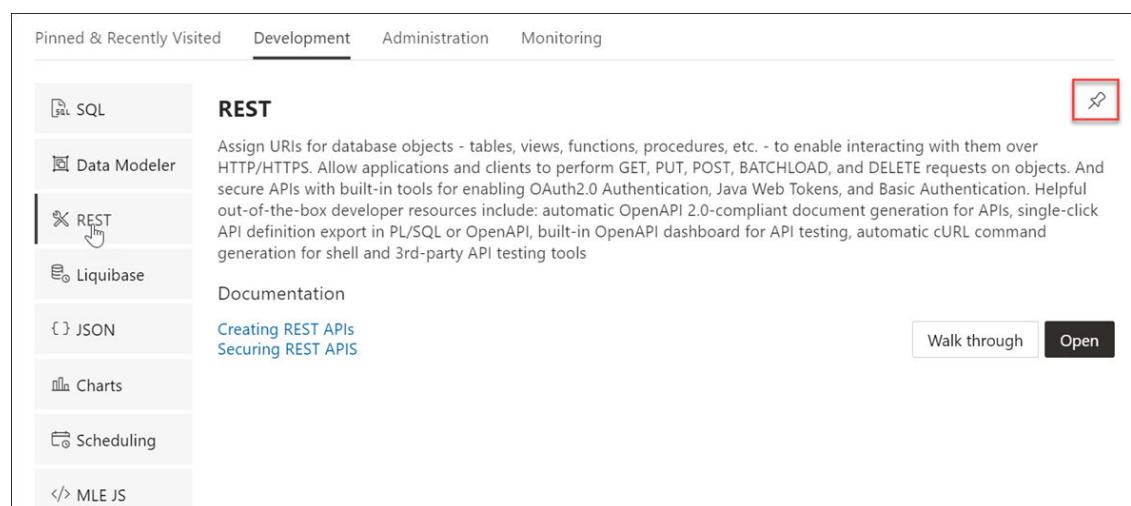 Pinned & Recently Visited Development Administration Monitoring
SQL
Data Modeler
REST
Liquibase
{} JSON
Charts
Scheduling
</> MLE JS
REST
Assign URIs for database objects - tables, views, functions, procedures, etc. - to enable interacting with them over
HTTP/HTTPS. Allow applications and clients to perform GET, PUT, POST, BATCHLOAD, and DELETE requests on objects. And
secure APIs with built-in tools for enabling OAuth2.0 Authentication, Java Web Tokens, and Basic Authentication. Helpful
out-of-the-box developer resources include: automatic OpenAPI 2.0-compliant document generation for APIs, single-click
API definition export in PL/SQL or OpenAPI, built-in OpenAPI dashboard for API testing, automatic cURL command
generation for shell and 3rd-party API testing tools
Documentation
Creating REST APIs
Securing REST APIS
Walk through Open